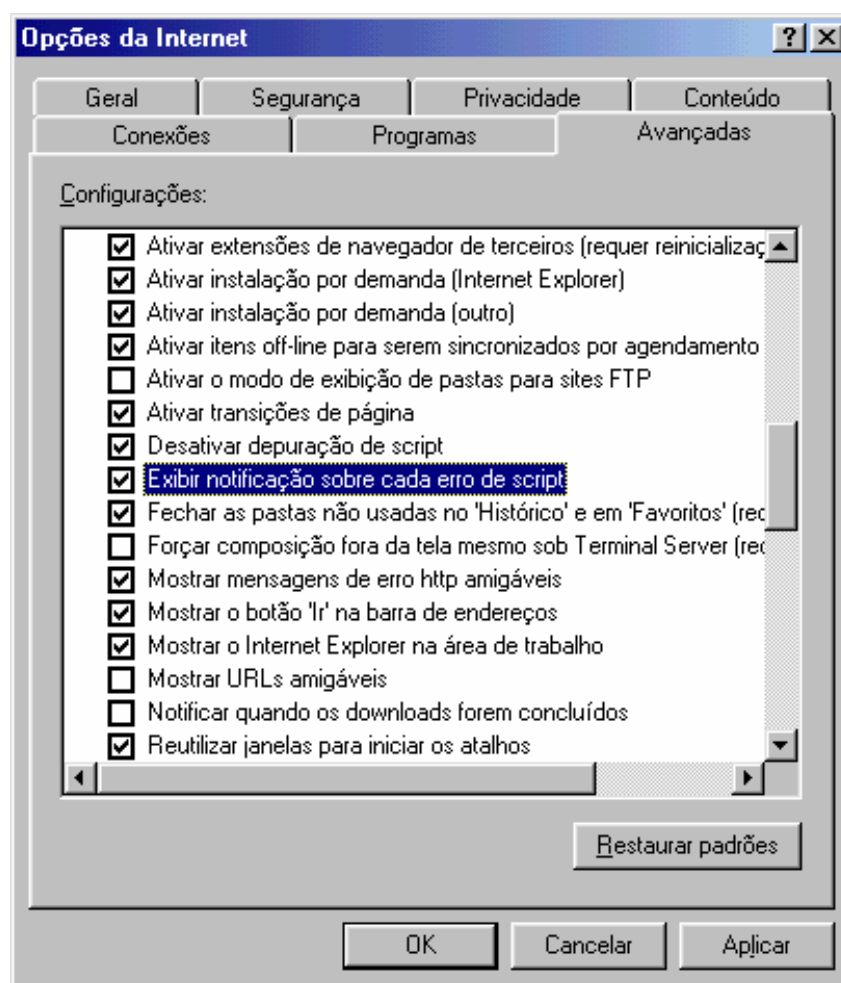 Opções da Internet
Geral Segurança Privacidade Conteúdo
Conexões Programas Avançadas
Configurações:
Ativar extensões de navegador de terceiros (requer reinicializaç
Ativar instalação por demanda (Internet Explorer)
Ativar instalação por demanda (outro)
Ativar itens off-line para serem sincronizados por agendamento
Ativar o modo de exibição de pastas para sites FTP
Ativar transições de página
Desativar depuração de script
Exibir notificação sobre cada erro de script
Fechar as pastas não usadas no 'Histórico' e em 'Favoritos' (rec
Forçar composição fora da tela mesmo sob Terminal Server (rec
Mostrar mensagens de erro http amigáveis
Mostrar o botão 'Ir' na barra de endereços
Mostrar o Internet Explorer na área de trabalho
Mostrar URLs amigáveis
Notificar quando os downloads forem concluídos
Reutilizar janelas para iniciar os atalhos
Restaurar padrões
OK Cancelar Aplicar